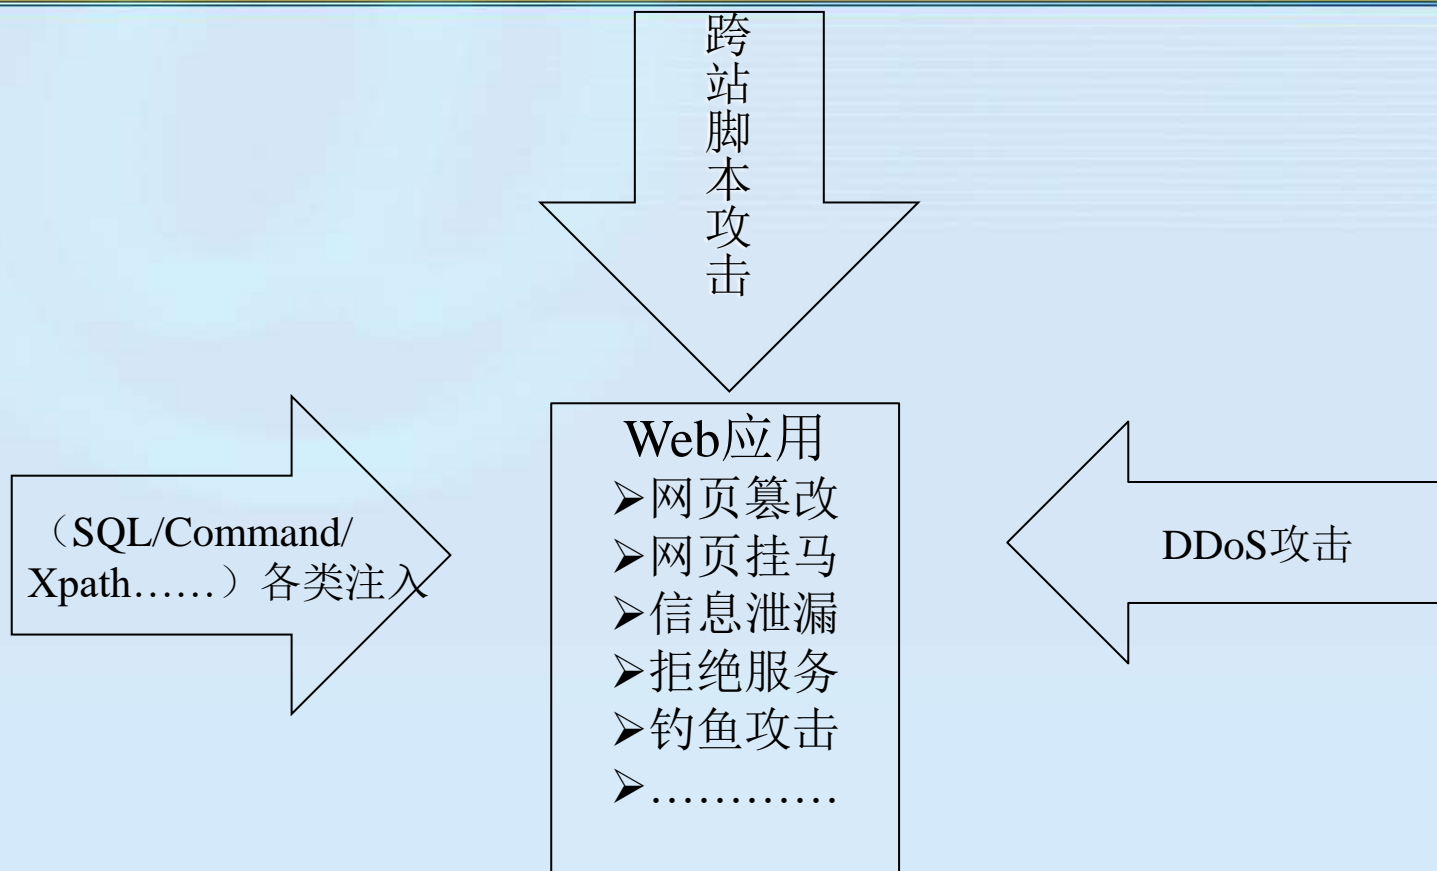 跨站脚本攻击
（SQL/Command/
Xpath……）各类注入
Web应用
➢网页篡改
➢网页挂马
➢信息泄漏
➢拒绝服务
➢钓鱼攻击
➢…………
DDoS攻击